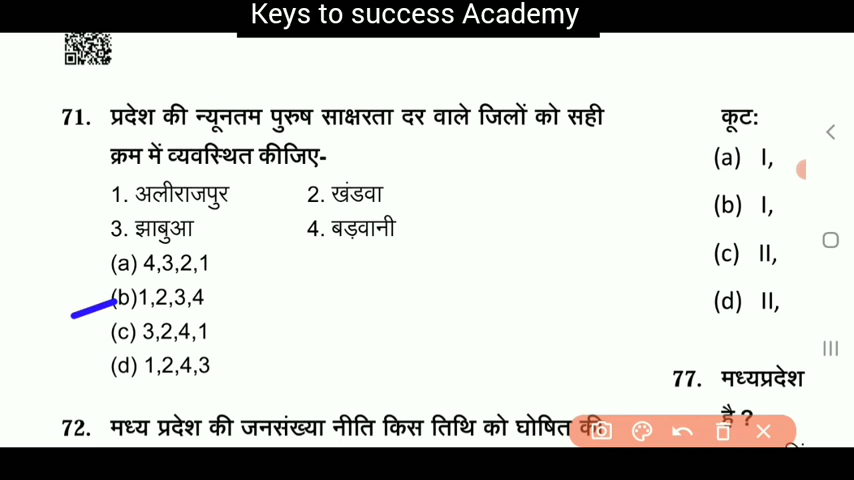 Keys to success Academy
71. प्रदेश की न्यूनतम पुरुष साक्षरता दर वाले जिलों को सही
क्रम में व्यवस्थित कीजिए-
1. अलीराजपुर 2. खंडवा
3. झाबुआ 4. बड़वानी
(a) 4,3,2,1
(b)1,2,3,4
(c) 3,2,4,1
(d) 1,2,4,3
72. मध्य प्रदेश की जनसंख्या नीति किस तिथि को घोषित की
कूट:
(a) I,
(b) I,
(c) II,
(d) II,
77. मध्यप्रदेश
है ?